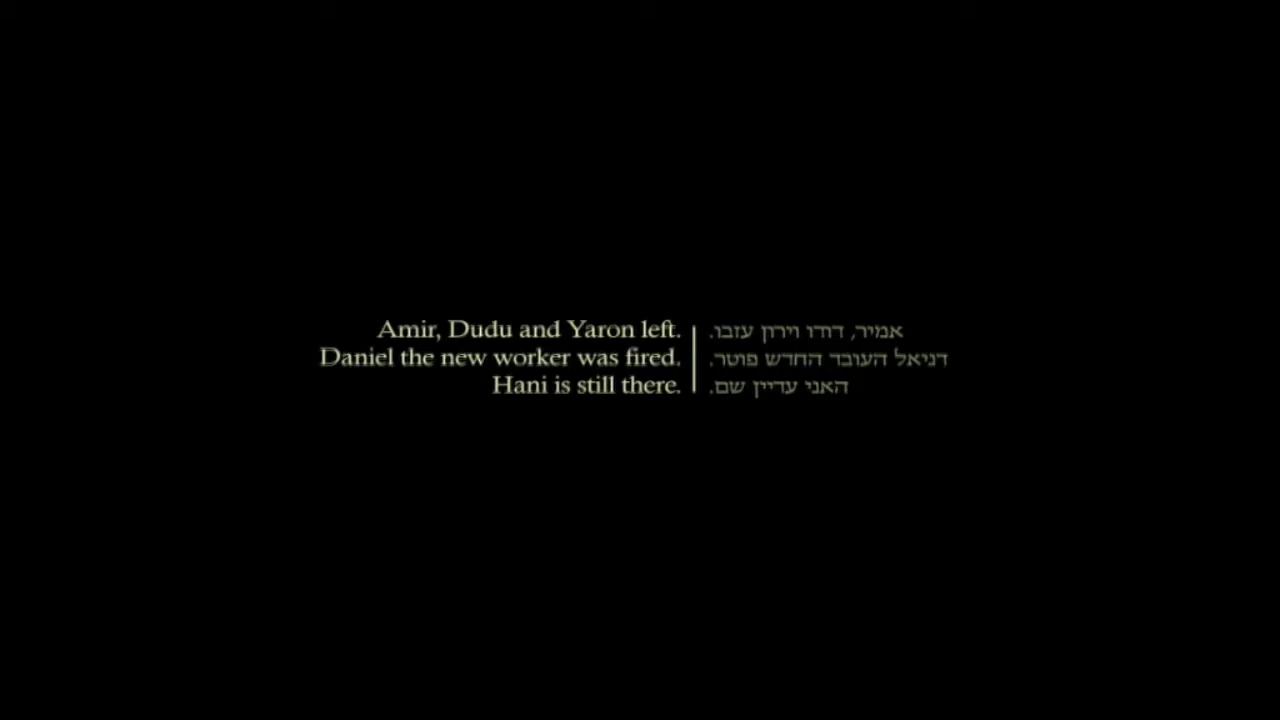 Amir, Dudu and Yaron left.
Daniel the new worker was fired.
Hani is still there.
אמיר, דודו וירון עזבו.
דניאל העובד החדש פוטר.
האני עדיין שם.